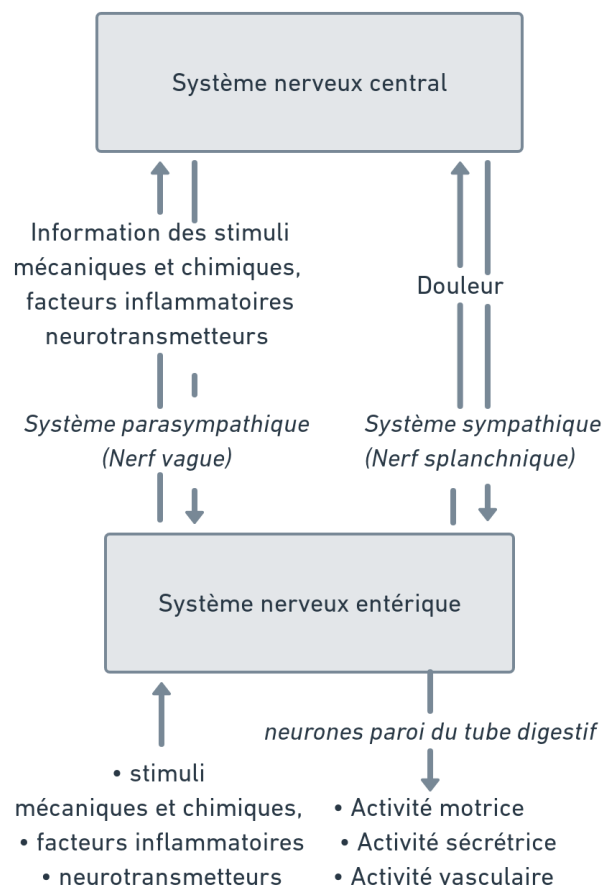 Système nerveux central
Information des stimuli
mécaniques et chimiques,
facteurs inflammatoires
neurotransmetteurs
Douleur
Système parasympathique
(Nerf vague)
Système sympathique
(Nerf splanchnique)
Système nerveux entérique
neurones paroi du tube digestif
• stimuli
mécaniques et chimiques,
• facteurs inflammatoires
• neurotransmetteurs
• Activité motrice
• Activité sécrétrice
• Activité vasculaire